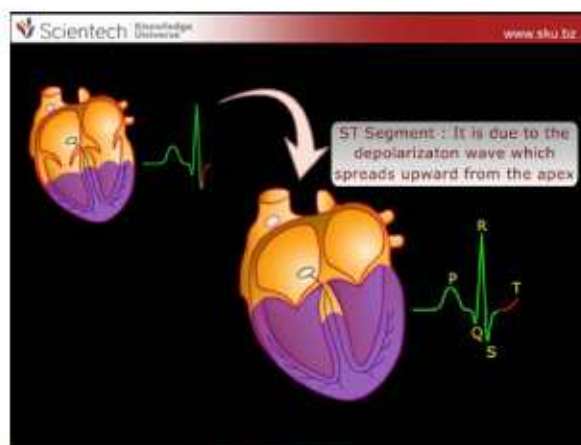 Scientech Knowledge Universe
www.sku.bz
ST Segment : It is due to the
depolarizaton wave which
spreads upward from the apex
R
P
T
Q
S